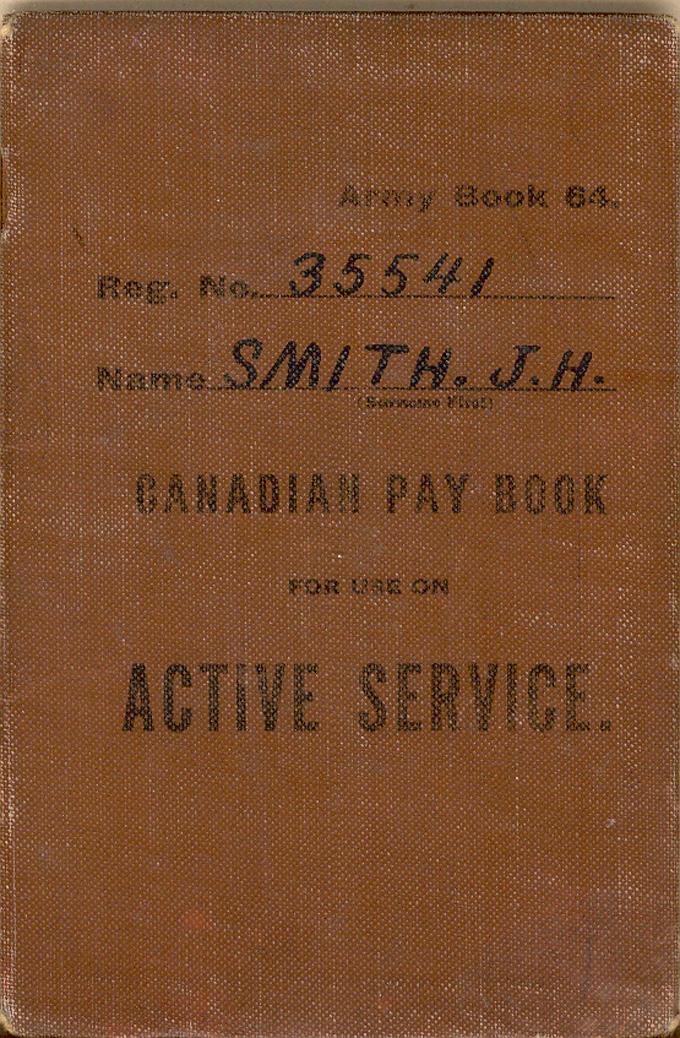 Army Book 64.
Reg. No. 35541
Name SMITH. J.H.
(Surname First)
CANADIAN PAY BOOK
FOR USE ON
ACTIVE SERVICE.